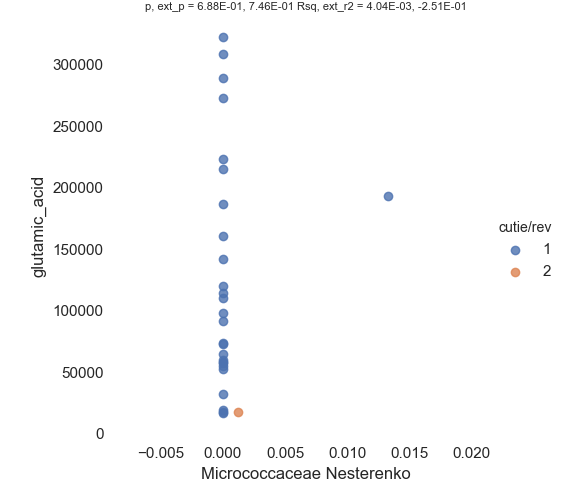 p, ext_p = 6.88E-01, 7.46E-01 Rsq, ext_r2 = 4.04E-03, -2.51E-01
300000
250000
200000
150000
100000
50000
0
glutamic_acid
−0.005 0.000 0.005 0.010 0.015 0.020
Micrococcaceae Nesterenko
cutie/rev
1
2